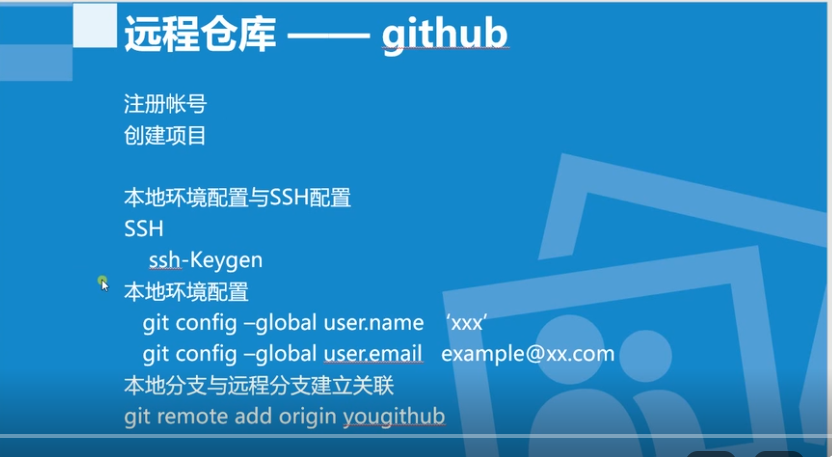 远程仓库 —— github
注册帐号
创建项目
本地环境配置与SSH配置
SSH
ssh-Keygen
本地环境配置
git config –global user.name ‘xxx’
git config –global user.email example@xx.com
本地分支与远程分支建立关联
git remote add origin yougithub